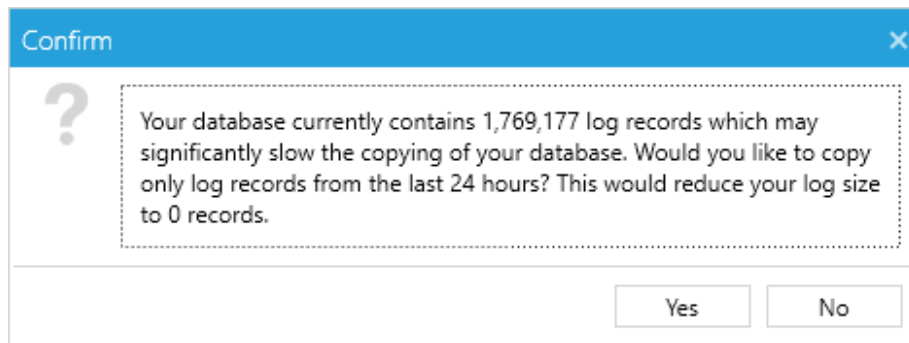 Confirm
Your database currently contains 1,769,177 log records which may
significantly slow the copying of your database. Would you like to copy
only log records from the last 24 hours? This would reduce your log size
to 0 records.
Yes No